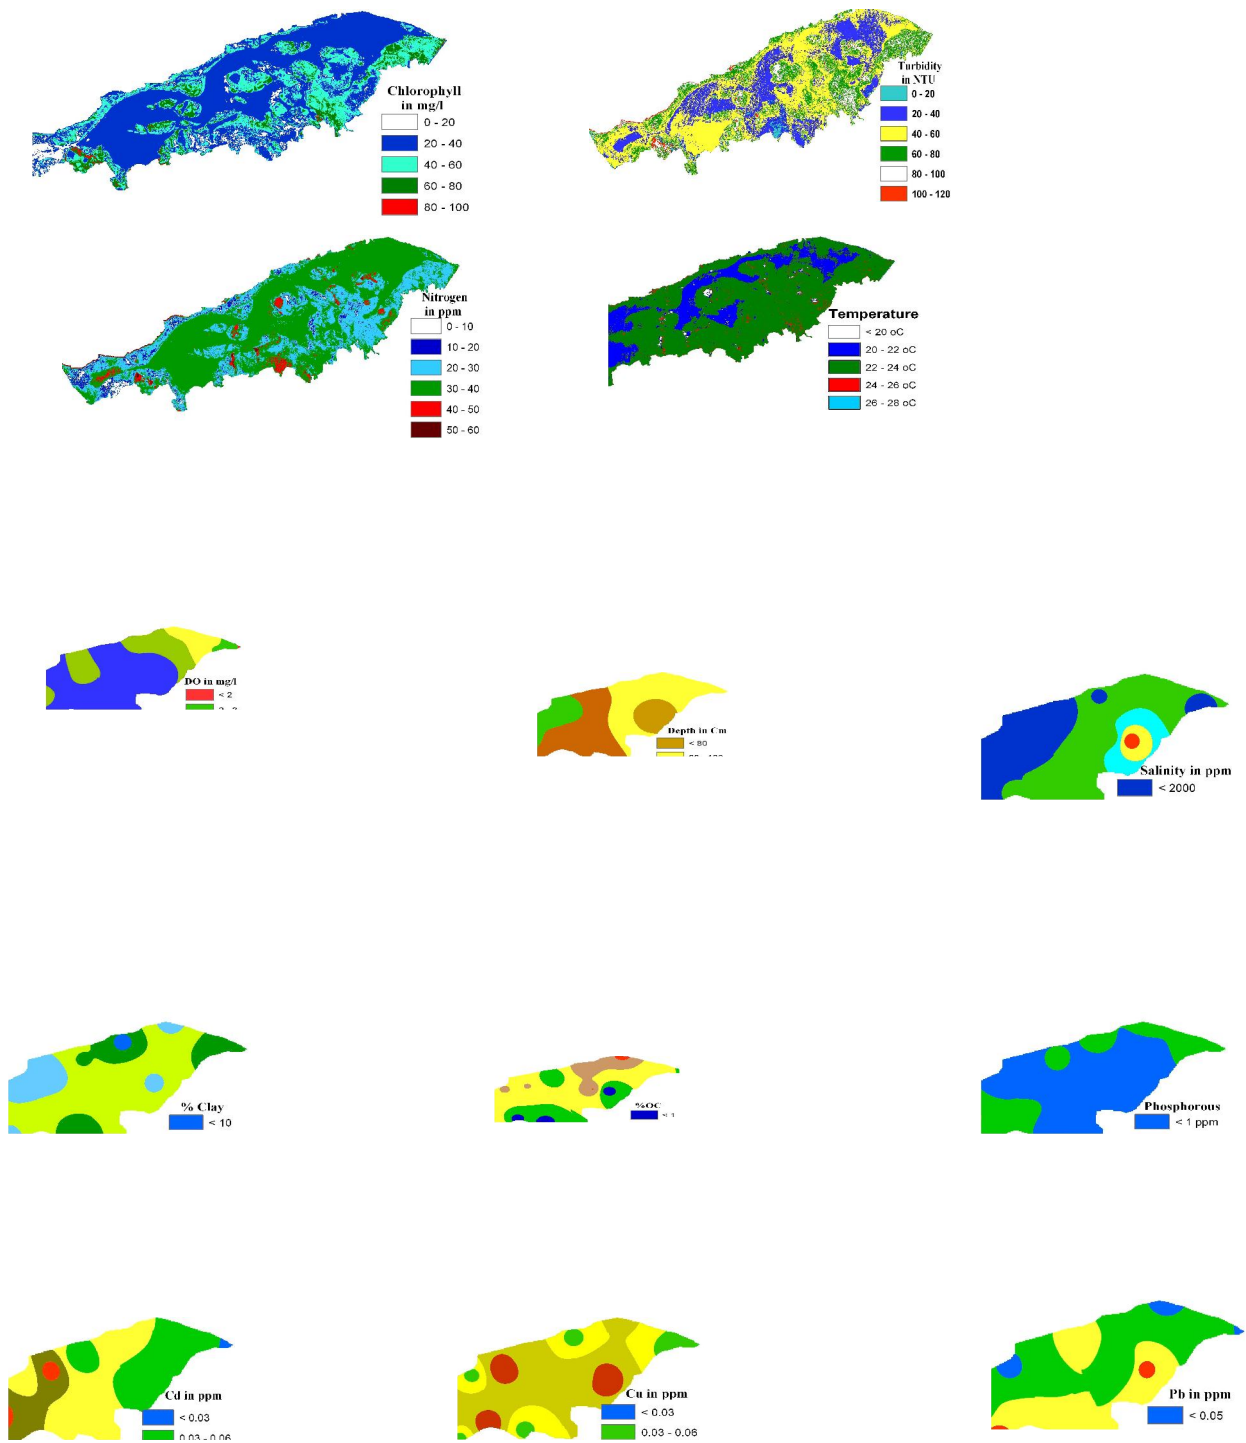 Chlorophyll
in mg/l
0 - 20
20 - 40
40 - 60
60 - 80
80 - 100
Turbidity
in NTU
0 - 20
20 - 40
40 - 60
60 - 80
80 - 100
100 - 120
Nitrogen
in ppm
0 - 10
10 - 20
20 - 30
30 - 40
40 - 50
50 - 60
Temperature
< 20 oC
20 - 22 oC
22 - 24 oC
24 - 26 oC
26 - 28 oC
DO in mg/l
< 2
Depth in Cm
< 80
Salinity in ppm
< 2000
% Clay
< 10
%OC
< 1
Phosphorous
< 1 ppm
Cd in ppm
< 0.03
0.03 - 0.06
Cu in ppm
< 0.03
0.03 - 0.06
Pb in ppm
< 0.05